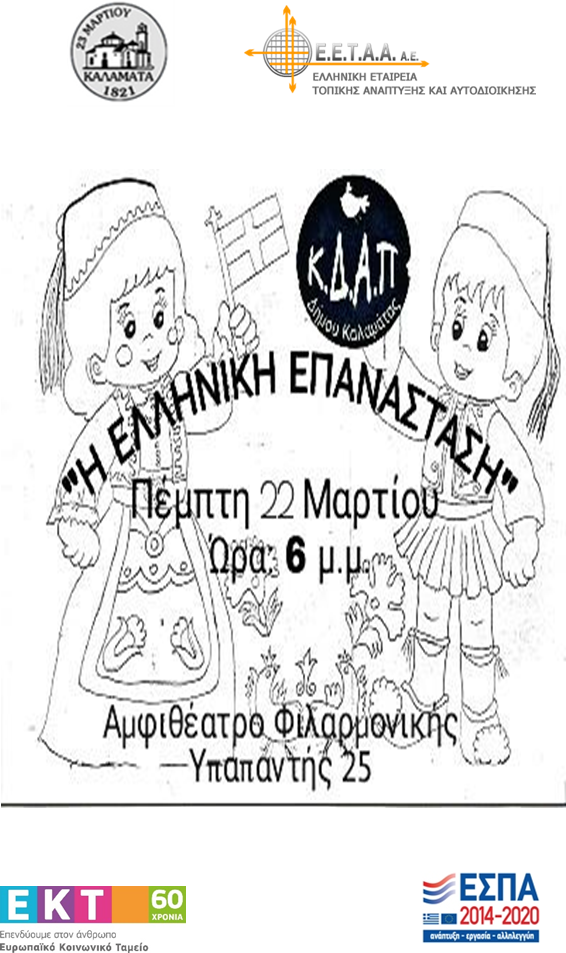 23 ΜΑΡΤΙΟΥ
ΚΑΛΑΜΑΤΑ
1821
Ε.Ε.Τ.Α.Α. Α.Ε.
ΕΛΛΗΝΙΚΗ ΕΤΑΙΡΕΙΑ
ΤΟΠΙΚΗΣ ΑΝΑΠΤΥΞΗΣ ΚΑΙ ΑΥΤΟΔΙΟΙΚΗΣΗΣ
Κ.Δ.Α.Π
Δήμου Καλαμάτας
"Η ΕΛΛΗΝΙΚΗ ΕΠΑΝΑΣΤΑΣΗ"
Πέμπτη 22 Μαρτίου
Ώρα: 6 μ.μ.
Αμφιθέατρο Φιλαρμονικής
Υπαπαντής 25
ΕΚΤ 60
ΧΡΟΝΙΑ
Επενδύουμε στον άνθρωπο
Ευρωπαϊκό Κοινωνικό Ταμείο
ΕΣΠΑ
2014-2020
ανάπτυξη - εργασία - αλληλεγγύη